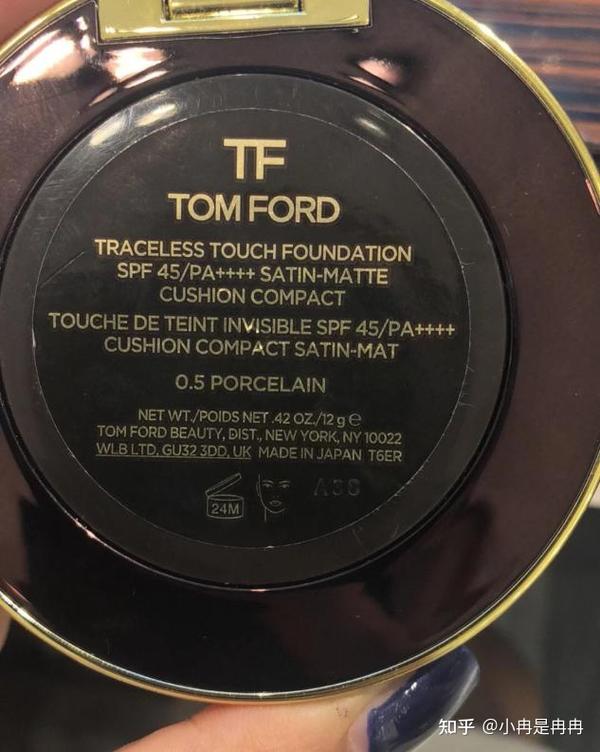 TF
TOM FORD
TRACELESS TOUCH FOUNDATION
SPF 45/PA++++ SATIN-MATTE
CUSHION COMPACT
TOUCHE DE TEINT INVISIBLE SPF 45/PA++++
CUSHION COMPACT SATIN-MAT
0.5 PORCELAIN
NET WT./POIDS NET .42 OZ./12 g ℮
TOM FORD BEAUTY, DIST., NEW YORK, NY 10022
WLB LTD. GU32 3DD, UK MADE IN JAPAN T6ER
24M
知乎 @小冉是冉冉